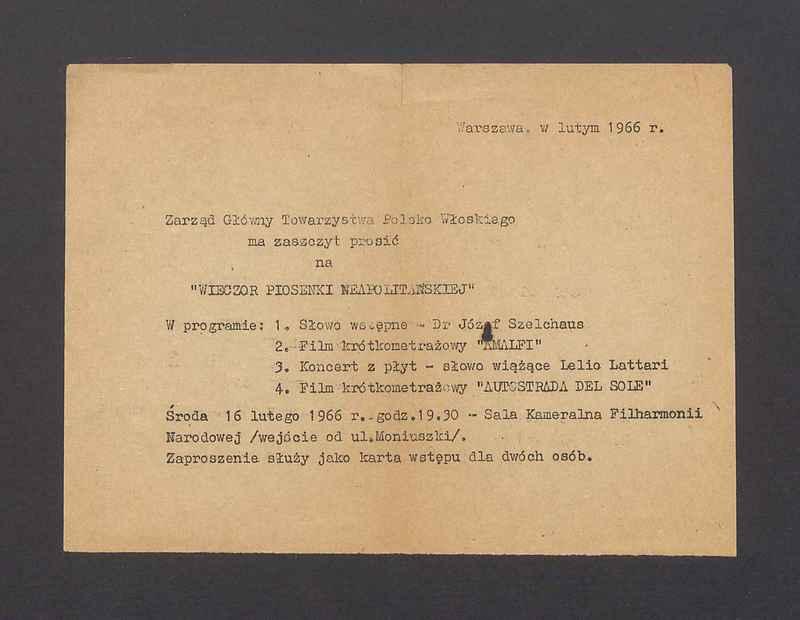 Warszawa. w lutym 1966 r.
Zarząd Główny Towarzystwa Polsko Włoskiego
ma zaszczyt prosić
na
"WIECZOR PIOSENKI NEAPOLITAŃSKIEJ"
W programie: 1. Słowo wstępne - Dr Józef Szelchaus
2. Film krótkometrażowy "AMALFI"
3. Koncert z płyt - słowo wiążące Lelio Lattari
4. Film krótkometrażowy "AUTOSTRADA DEL SOLE"
Środa 16 lutego 1966 r. godz.19.30 - Sala Kameralna Filharmonii
Narodowej /wejście od ul.Moniuszki/.
Zaproszenie służy jako karta wstępu dla dwóch osób.